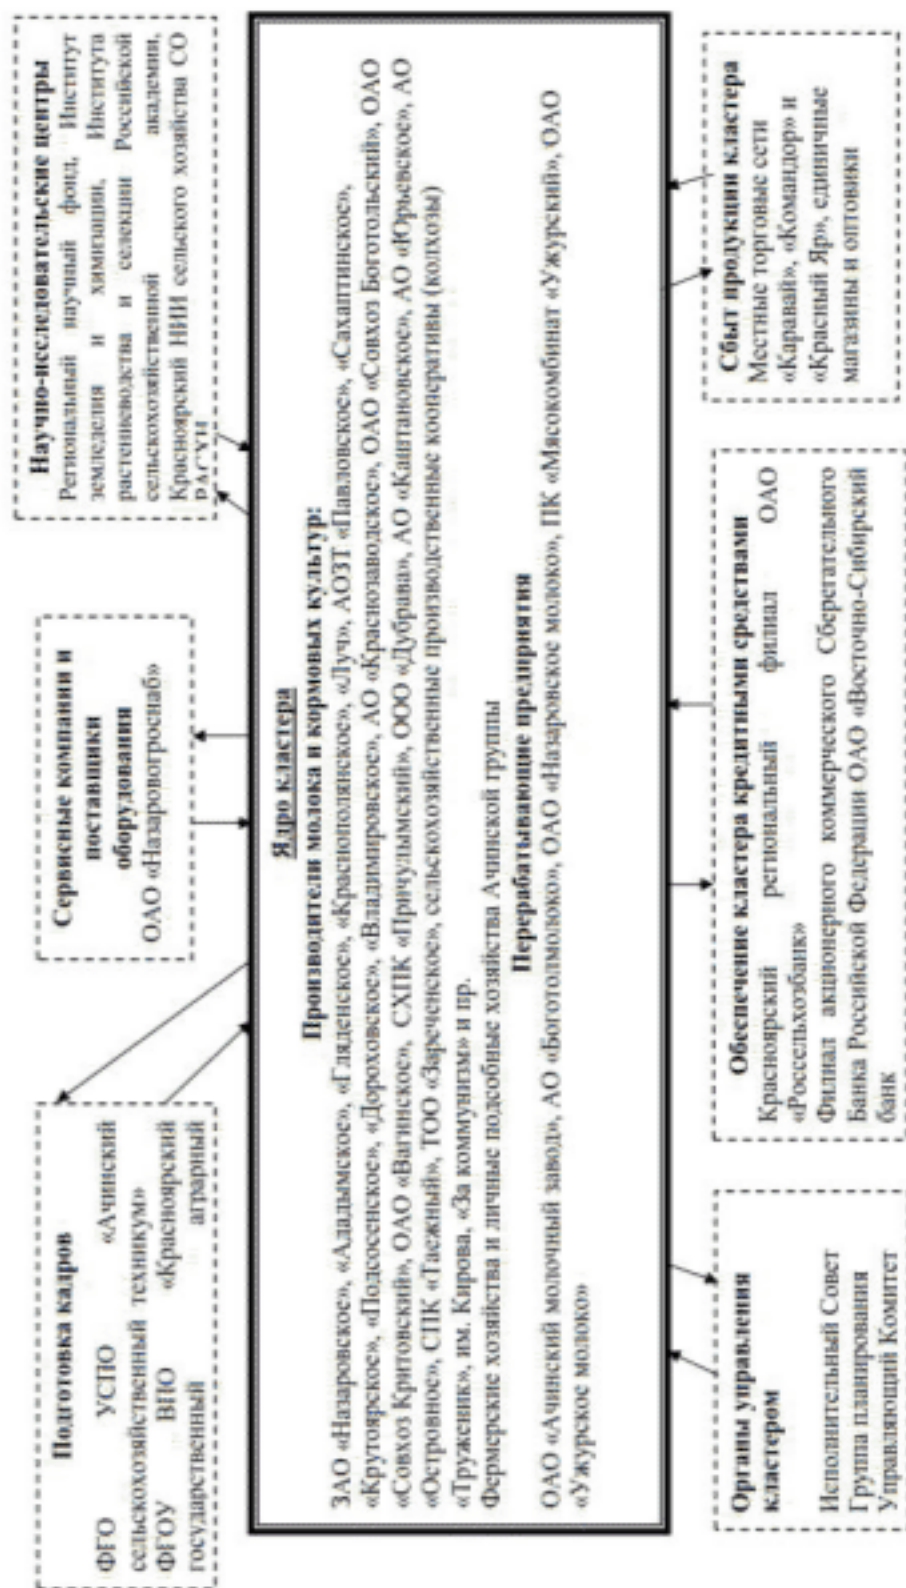 Подготовка кадров
ФГО УСПО «Ачинский
сельскохозяйственный техникум»
ФГОУ ВПО «Красноярский
государственный аграрный
Сервисные компании и
поставщики
оборудования
ОАО «Назаровогроснаб»
Научно-исследовательские центры
Региональный научный фонд, Институт
земледелия и химизации, Института
растениеводства и селекции Российской
сельскохозяйственной академии,
Красноярский НИИ сельского хозяйства СО
РАСХН
Ядро кластера
Производители молока и кормовых культур:
ЗАО «Назаровское», «Ададымское», «Гляденское», «Краснополянское», «Луч», АОЗТ «Павловское», «Сахаптинское»,
«Крутоярское», «Подсосенское», «Дороховское», «Владимировское», АО «Краснозаводское», ОАО «Совхоз Боготольский», ОАО
«Совхоз Критовский», ОАО «Вагинское», СХПК «Причулымский», ООО «Дубрава», АО «Кантановское», АО «Юрьевское», АО
«Островное», СПК «Таежный», ТОО «Зареченское», сельскохозяйственные производственные кооперативы (колхозы)
«Труженик», им. Кирова, «За коммунизм» и пр.
Фермерские хозяйства и личные подсобные хозяйства Ачинской группы
Перерабатывающие предприятия
ОАО «Ачинский молочный завод», АО «Боготолмолоко», ОАО «Назаровское молоко», ПК «Мясокомбинат «Ужурский», ОАО
«Ужурское молоко»
Органы управления
кластером
Исполнительный Совет
Группа планирования
Управляющий Комитет
Обеспечение кластера кредитными средствами
Красноярский региональный филиал ОАО
«Россельхозбанк»
Филиал акционерного коммерческого Сберегательного
Банка Российской Федерации ОАО «Восточно-Сибирский
банк
Сбыт продукции кластера
Местные торговые сети
«Каравай», «Командор» и
«Красный Яр», единичные
магазины и оптовики